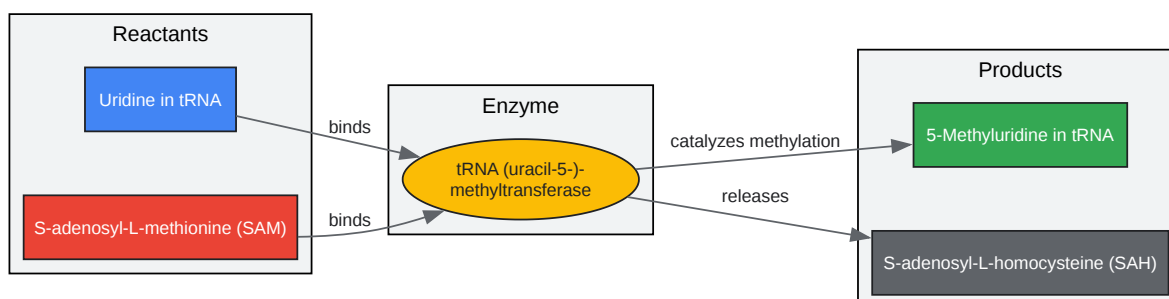 Reactants
Uridine in tRNA
S-adenosyl-L-methionine (SAM)
binds
binds
Enzyme
tRNA (uracil-5-)-
methyltransferase
catalyzes methylation
releases
Products
5-Methyluridine in tRNA
S-adenosyl-L-homocysteine (SAH)